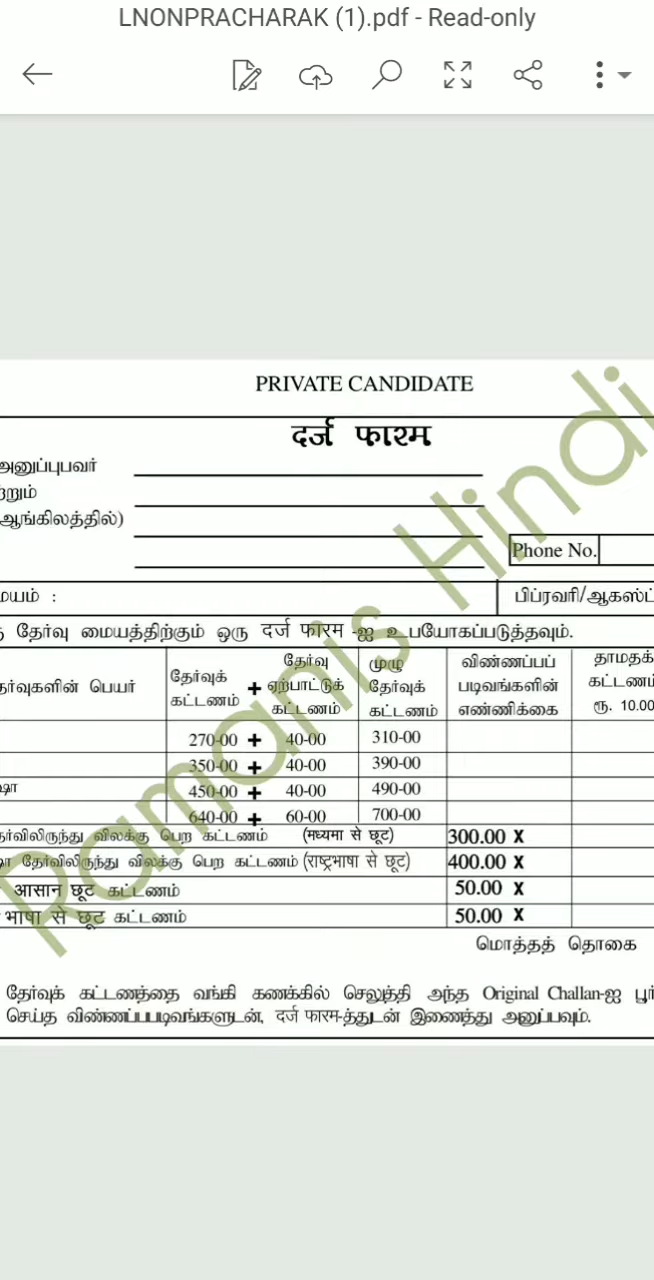 LNONPRACHARAK (1).pdf - Read-only
PRIVATE CANDIDATE
दर्ज फारम
அனுப்புபவர்
ற்றும்
ஆங்கிலத்தில்)
Phone No.
மையம் :
பிப்ரவரி/ஆகஸ்ட்
தேர்வு மையத்திற்கும் ஒரு दर्ज फारम -ஐ உபயோகப்படுத்தவும்.
தேர்வுகளின் பெயர்
தேர்வுக் கட்டணம்
+
தேர்வு ஏற்பாட்டுக் கட்டணம்
முழு தேர்வுக் கட்டணம்
விண்ணப்பப் படிவங்களின் எண்ணிக்கை
தாமதக் கட்டணம் ரூ. 10.00
270-00 + 40-00 310-00
350-00 + 40-00 390-00
ஷா 450-00 + 40-00 490-00
640-00 + 60-00 700-00
தேர்விலிருந்து விலக்கு பெற கட்டணம் (मध्यमा से छूट) 300.00 X
ஷா தேர்விலிருந்து விலக்கு பெற கட்டணம் (राष्ट्रभाषा से छूट) 400.00 X
आसान छूट கட்டணம் 50.00 X
भाषा से छूट கட்டணம் 50.00 X
மொத்தத் தொகை
தேர்வுக் கட்டணத்தை வங்கி கணக்கில் செலுத்தி அந்த Original Challan-ஐ பூர்
செய்த விண்ணப்படிவங்களுடன், दर्ज फारम-த்துடன் இணைத்து அனுப்பவும்.
Ramanis Hindi